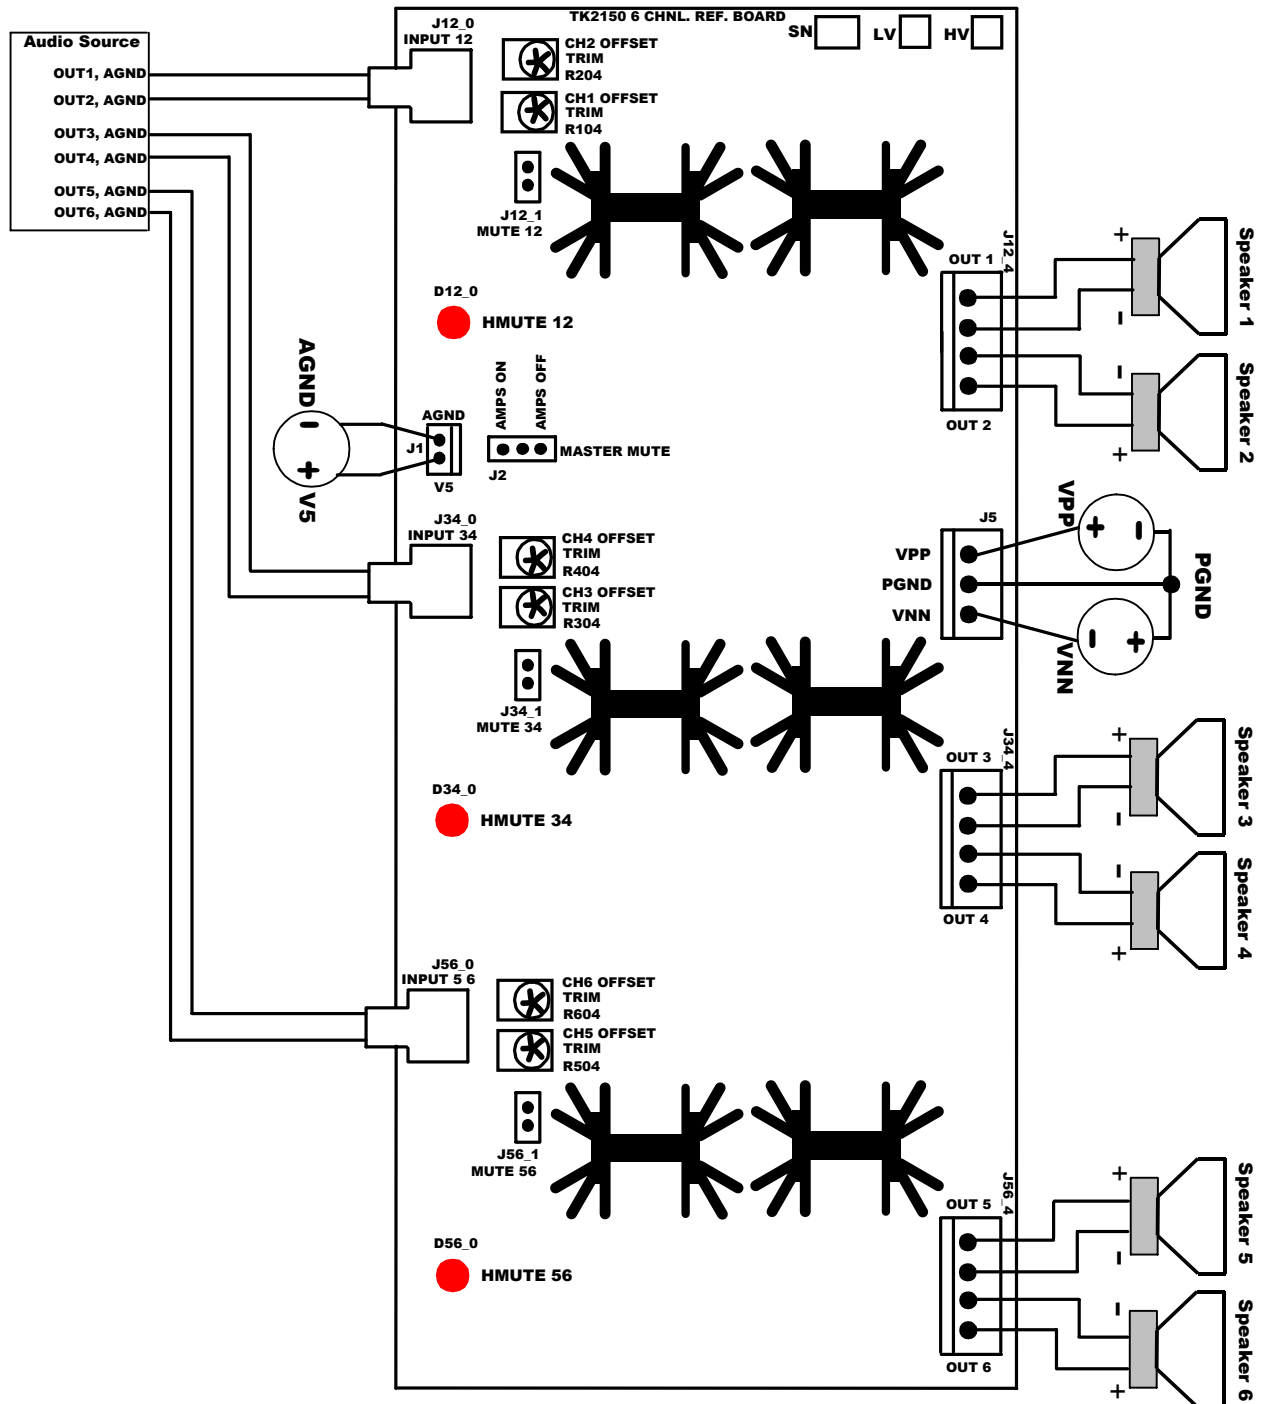 TK2150 6 CHNL. REF. BOARD
SN
LV
HV
Audio Source
OUT1, AGND
OUT2, AGND
OUT3, AGND
OUT4, AGND
OUT5, AGND
OUT6, AGND
J12_0
INPUT 12
CH2 OFFSET
TRIM
R204
CH1 OFFSET
TRIM
R104
J12_1
MUTE 12
D12_0
HMUTE 12
J12_4
OUT 1
OUT 2
+
Speaker 1
−
−
Speaker 2
+
AGND
−
+
V5
AGND
J1
V5
AMPS ON
AMPS OFF
MASTER MUTE
J2
J34_0
INPUT 34
CH4 OFFSET
TRIM
R404
CH3 OFFSET
TRIM
R304
J34_1
MUTE 34
J5
VPP
PGND
VNN
VPP
+
−
PGND
−
+
VNN
D34_0
HMUTE 34
J34_4
OUT 3
OUT 4
+
Speaker 3
−
−
Speaker 4
+
J56_0
INPUT 5 6
CH6 OFFSET
TRIM
R604
CH5 OFFSET
TRIM
R504
J56_1
MUTE 56
D56_0
HMUTE 56
J56_4
OUT 5
OUT 6
+
Speaker 5
−
−
Speaker 6
+